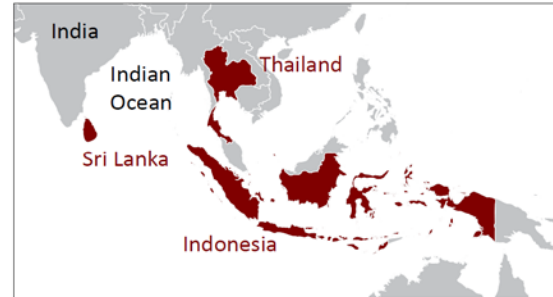 India
Thailand
Indian
Ocean
Sri Lanka
Indonesia